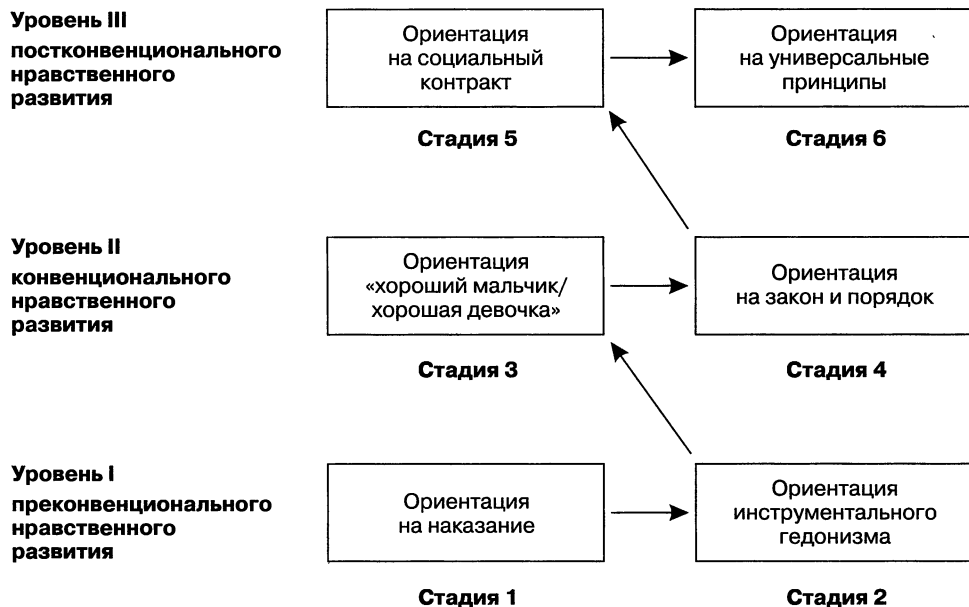 Уровень III
постконвенционального
нравственного
развития
Ориентация
на социальный
контракт
Ориентация
на универсальные
принципы
Стадия 5
Стадия 6
Уровень II
конвенционального
нравственного
развития
Ориентация
«хороший мальчик/
хорошая девочка»
Ориентация
на закон и порядок
Стадия 3
Стадия 4
Уровень I
преконвенционального
нравственного
развития
Ориентация
на наказание
Ориентация
инструментального
гедонизма
Стадия 1
Стадия 2